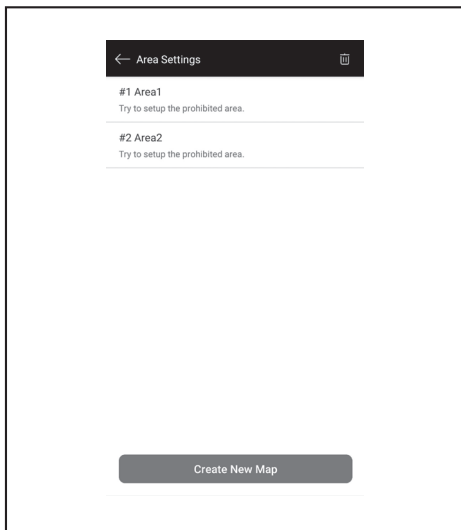 Area Settings
#1 Area1
Try to setup the prohibited area.
#2 Area2
Try to setup the prohibited area.
Create New Map